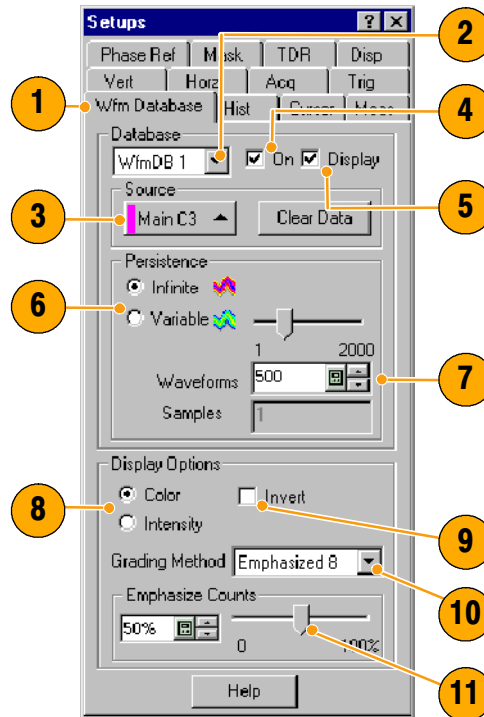 Setups ? ×
2
Phase Ref Mask TDR Disp
Vert Horz Acq Trig
1
Wfm Database Hist Cursor Meas
4
Database
WfmDB 1 On Display
5
Source
3
Main C3 Clear Data
Persistence
6
Infinite
Variable
1 2000
Waveforms 500
7
Samples 1
Display Options
8
Color Invert
Intensity
9
Grading Method Emphasized 8
10
Emphasize Counts
50%
0 100%
11
Help